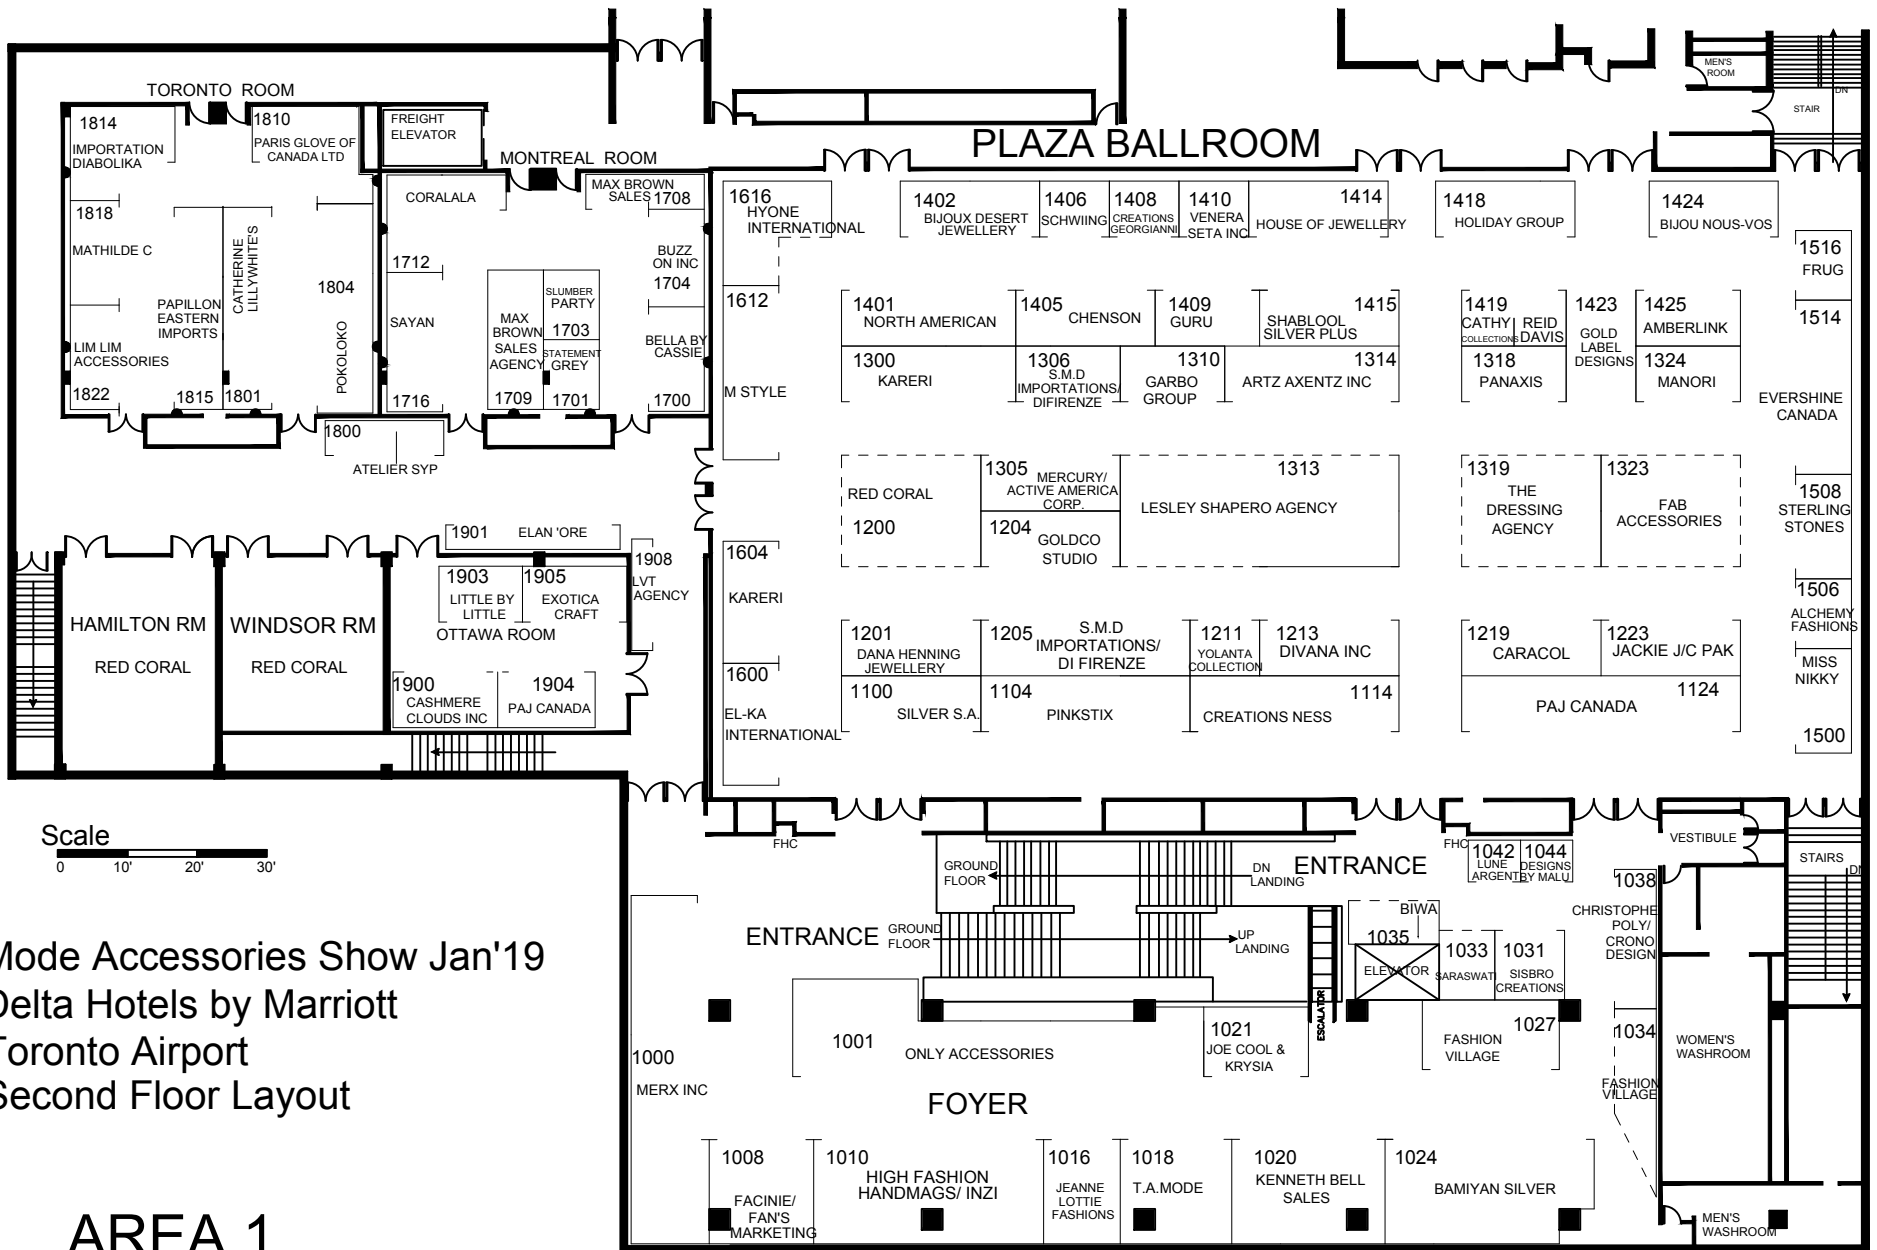 TORONTO ROOM
1814
IMPORTATION
DIABOLIKA
1810
PARIS GLOVE OF
CANADA LTD
1818
MATHILDE C
PAPILLON
EASTERN
IMPORTS
CATHERINE
LILLYWHITE'S
1804
POKOLOKO
LIM LIM
ACCESSORIES
1822
1815
1801
1800
ATELIER SYP
FREIGHT
ELEVATOR
MONTREAL ROOM
CORALALA
MAX BROWN
SALES
1708
1712
BUZZ
ON INC
1704
SAYAN
MAX
BROWN
SALES
AGENCY
1709
SLUMBER
PARTY
1703
STATEMENT
GREY
1701
BELLA BY
CASSIE
1716
1700
PLAZA BALLROOM
MEN'S
ROOM
STAIR
DN
1616
HYONE
INTERNATIONAL
1402
BIJOUX DESERT
JEWELLERY
1406
SCHWIING
1408
CREATIONS
GEORGIANNI
1410
VENERA
SETA INC
1414
HOUSE OF JEWELLERY
1418
HOLIDAY GROUP
1424
BIJOU NOUS-VOS
1516
FRUG
1612
M STYLE
1401
NORTH AMERICAN
1405
CHENSON
1409
GURU
1415
SHABLOOL
SILVER PLUS
1419
CATHY
COLLECTIONS
REID
DAVIS
1423
GOLD
LABEL
DESIGNS
1425
AMBERLINK
1514
EVERSHINE
CANADA
1300
KARERI
1306
S.M.D
IMPORTATIONS/
DIFIRENZE
1310
GARBO
GROUP
1314
ARTZ AXENTZ INC
1318
PANAXIS
1324
MANORI
RED CORAL
1200
1305
MERCURY/
ACTIVE AMERICA
CORP.
1204
GOLDCO
STUDIO
1313
LESLEY SHAPERO AGENCY
1319
THE
DRESSING
AGENCY
1323
FAB
ACCESSORIES
1508
STERLING
STONES
1901
ELAN 'ORE
1908
LVT
AGENCY
1903
LITTLE BY
LITTLE
1905
EXOTICA
CRAFT
OTTAWA ROOM
HAMILTON RM
RED CORAL
WINDSOR RM
RED CORAL
1900
CASHMERE
CLOUDS INC
1904
PAJ CANADA
1604
KARERI
1600
EL-KA
INTERNATIONAL
1201
DANA HENNING
JEWELLERY
1205
S.M.D
IMPORTATIONS/
DI FIRENZE
1211
YOLANTA
COLLECTION
1213
DIVANA INC
1219
CARACOL
1223
JACKIE J/C PAK
1506
ALCHEMY
FASHIONS
MISS
NIKKY
1500
1100
SILVER S.A.
1104
PINKSTIX
1114
CREATIONS NESS
1124
PAJ CANADA
Scale
0 10' 20' 30'
FHC
GROUND
FLOOR
DN
LANDING
ENTRANCE
FHC
1042
LUNE
ARGENT
1044
DESIGNS
BY MALU
VESTIBULE
STAIRS
DN
ENTRANCE
GROUND
FLOOR
UP
LANDING
ESCALATOR
BIWA
1035
ELEVATOR
1033
SARASWATI
1031
SISBRO
CREATIONS
1038
CHRISTOPHE
POLY/
CRONO
DESIGN
1000
MERX INC
1001
ONLY ACCESSORIES
1021
JOE COOL &
KRYSIA
1027
FASHION
VILLAGE
1034
FASHION
VILLAGE
WOMEN'S
WASHROOM
FOYER
1008
FACINIE/
FAN'S
MARKETING
1010
HIGH FASHION
HANDMAGS/ INZI
1016
JEANNE
LOTTIE
FASHIONS
1018
T.A.MODE
1020
KENNETH BELL
SALES
1024
BAMIYAN SILVER
MEN'S
WASHROOM
Mode Accessories Show Jan'19
Delta Hotels by Marriott
Toronto Airport
Second Floor Layout
AREA 1